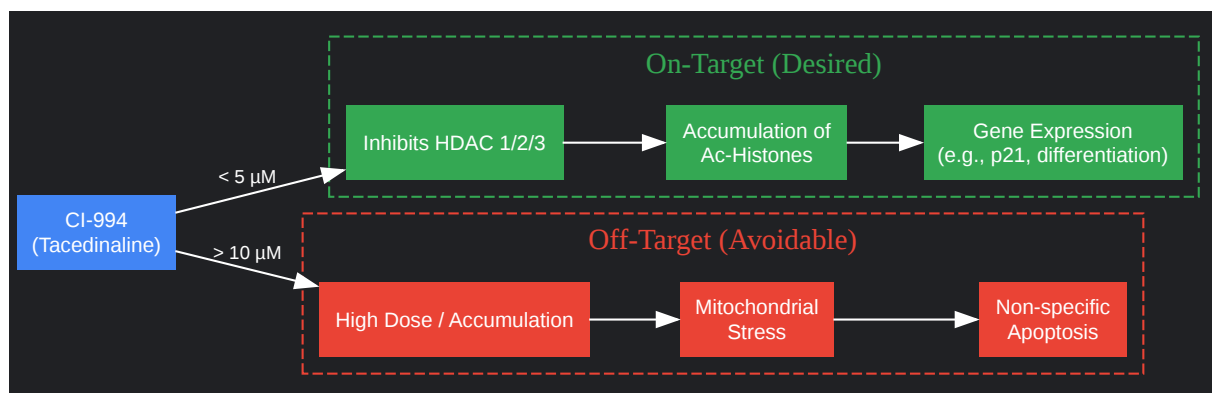 On-Target (Desired)
Inhibits HDAC 1/2/3
Accumulation of
Ac-Histones
Gene Expression
(e.g., p21, differentiation)
< 5 µM
CI-994
(Tacedinaline)
> 10 µM
Off-Target (Avoidable)
High Dose / Accumulation
Mitochondrial
Stress
Non-specific
Apoptosis